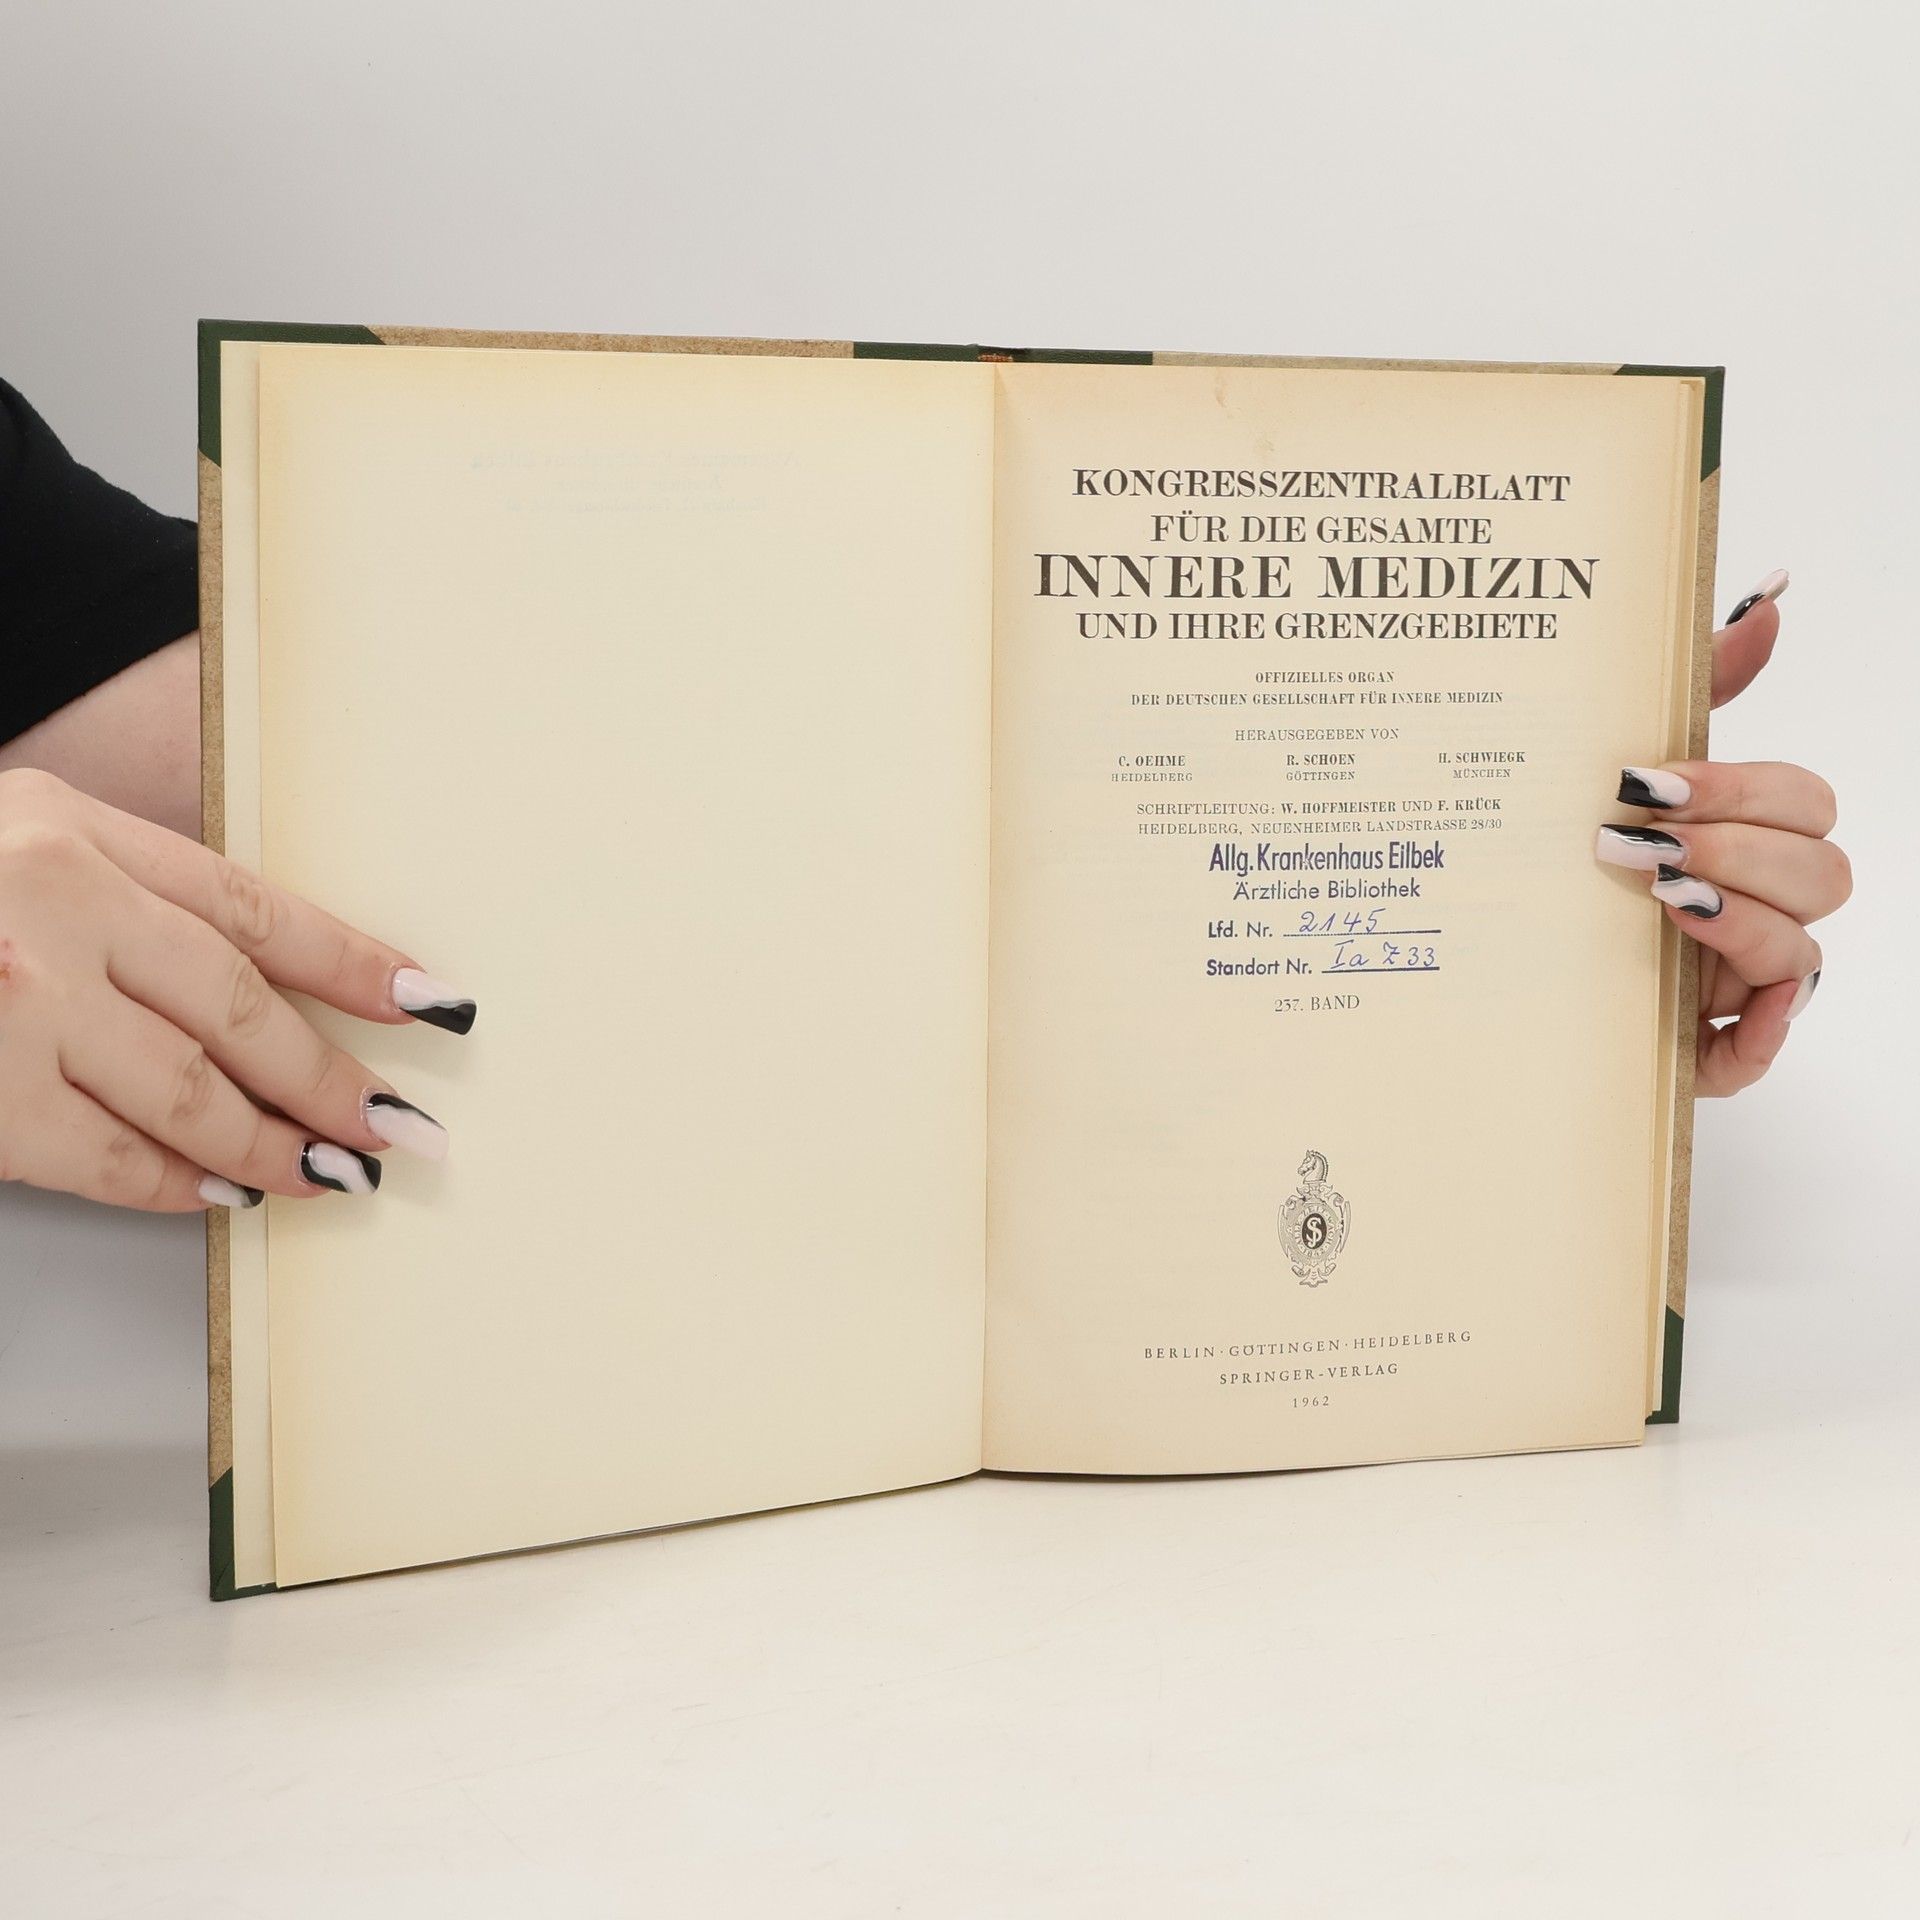 KONGRESSZENTRALBLATT
FÜR DIE GESAMTE
INNERE MEDIZIN
UND IHRE GRENZGEBIETE
OFFIZIELLES ORGAN
DER DEUTSCHEN GESELLSCHAFT FÜR INNERE MEDIZIN
HERAUSGEGEBEN VON
C. OEHME R. SCHOEN H. SCHWIEGK
HEIDELBERG GÖTTINGEN MÜNCHEN
SCHRIFTLEITUNG: W. HOFFMEISTER UND F. KRÜCK
HEIDELBERG, NEUENHEIMER LANDSTRASSE 28/30
Allg. Krankenhaus Eilbek
Ärztliche Bibliothek
Lfd. Nr. 2145
Standort Nr. Ia Z 33
237. BAND
BERLIN · GÖTTINGEN · HEIDELBERG
SPRINGER-VERLAG
1962